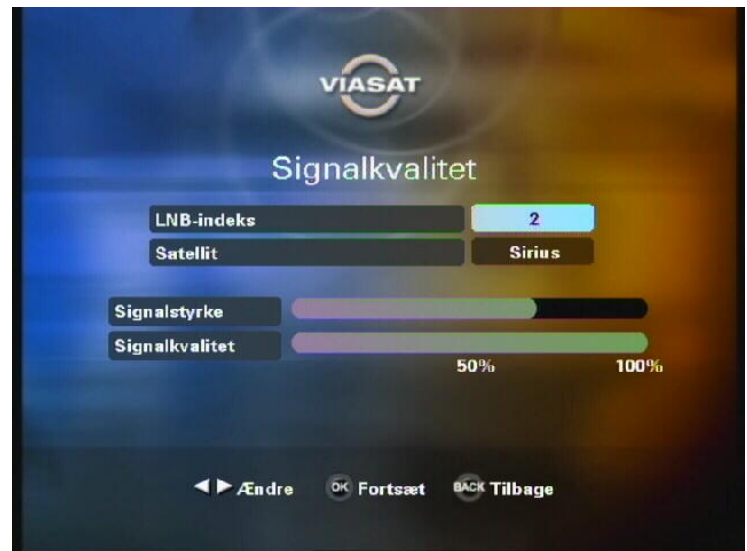 VIASAT
Signalkvalitet
LNB-indeks 2
Satellit Sirius
Signalstyrke
Signalkvalitet
50% 100%
Ændre OK Fortsæt BACK Tilbage